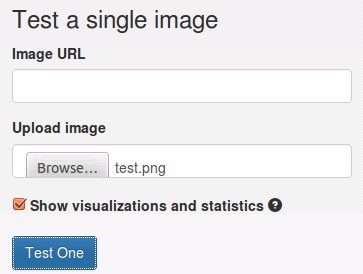 Test a single image
Image URL
Upload image
Browse... test.png
Show visualizations and statistics ?
Test One